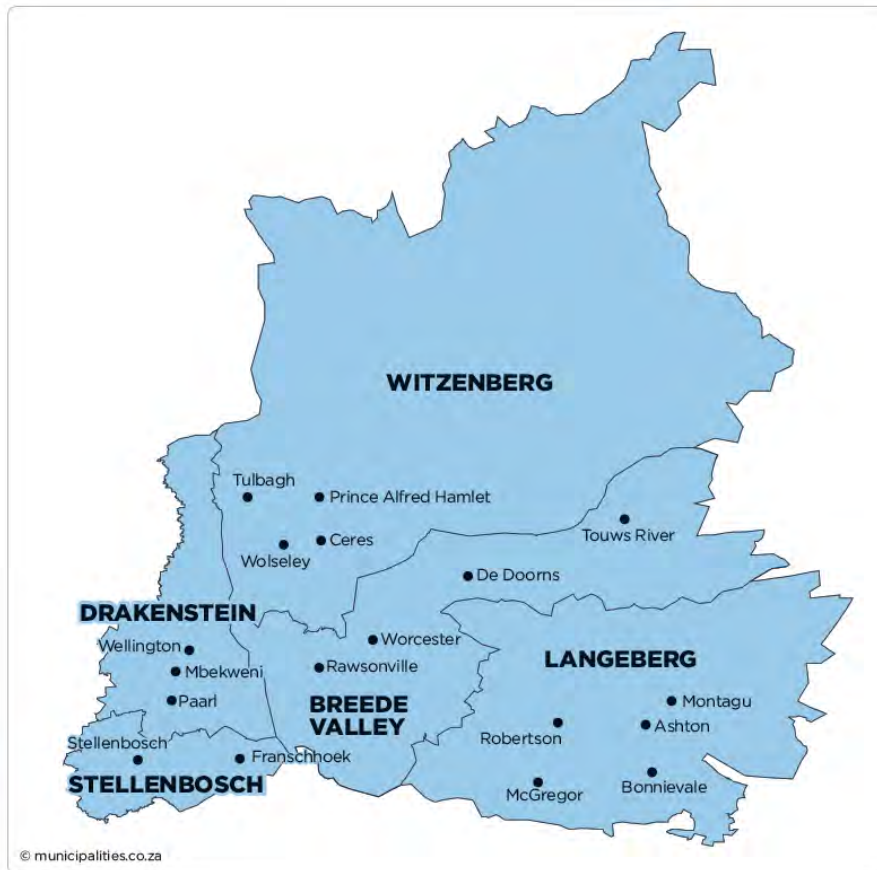 WITZENBERG
Tulbagh
Prince Alfred Hamlet
Touws River
Ceres
Wolseley
De Doorns
DRAKENSTEIN
Worcester
Wellington
LANGEBERG
Rawsonville
Mbekweni
Paarl
Montagu
BREEDE
VALLEY
Ashton
Robertson
Stellenbosch
Franschhoek
STELLENBOSCH
Bonnievale
McGregor
© municipalities.co.za